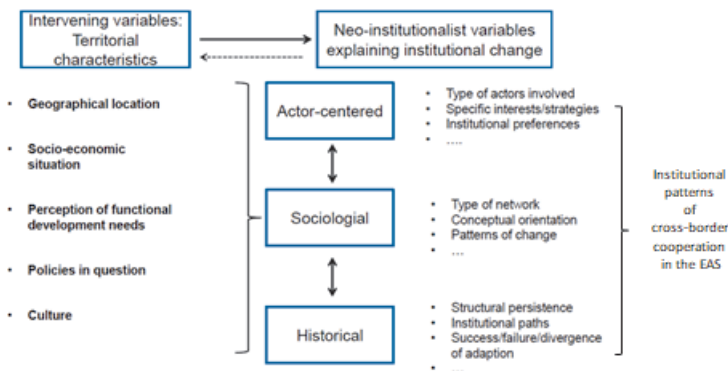 Intervening variables:
Territorial
characteristics
Neo-institutionalist variables
explaining institutional change
• Geographical location
• Socio-economic
situation
• Perception of functional
development needs
• Policies in question
• Culture
Actor-centered
• Type of actors involved
• Specific interests/strategies
• Institutional preferences
• ....
Sociologial
• Type of network
• Conceptual orientation
• Patterns of change
• ...
Historical
• Structural persistence
• Institutional paths
• Success/failure/divergence
of adaption
• ...
Institutional
patterns
of
cross-border
cooperation
in the EAS